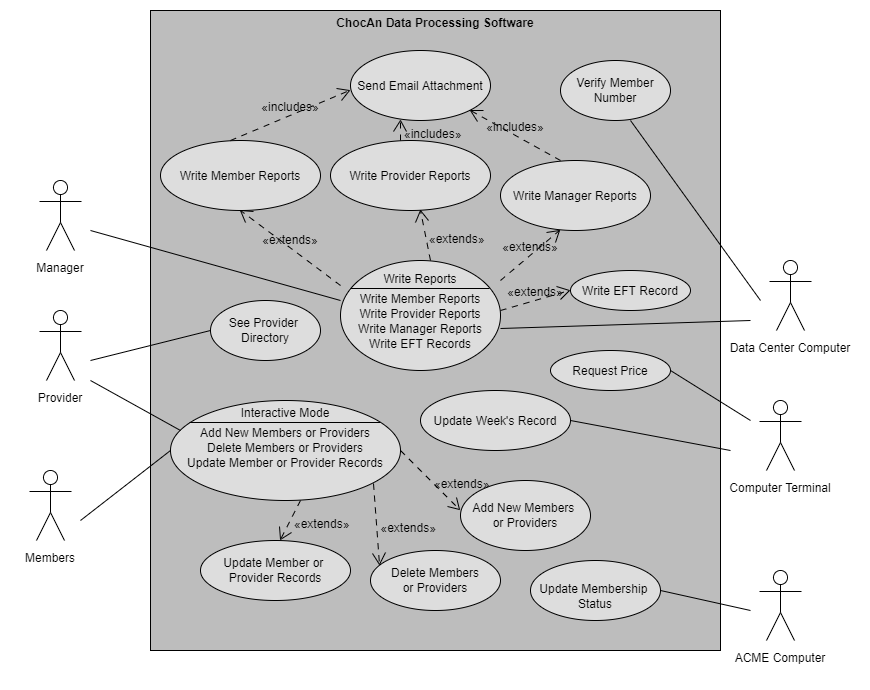 ChocAn Data Processing Software
Send Email Attachment
Verify Member
Number
«includes»
«includes»
«includes»
Write Member Reports
Write Provider Reports
Write Manager Reports
Manager
«extends»
«extends»
«extends»
Write Reports
Write Member Reports
Write Provider Reports
Write Manager Reports
Write EFT Records
«extends»
Write EFT Record
See Provider
Directory
Data Center Computer
Provider
Request Price
Interactive Mode
Add New Members or Providers
Delete Members or Providers
Update Member or Provider Records
Update Week's Record
Computer Terminal
Members
«extends»
«extends»
«extends»
Add New Members
or Providers
Update Member or
Provider Records
Delete Members
or Providers
Update Membership
Status
ACME Computer